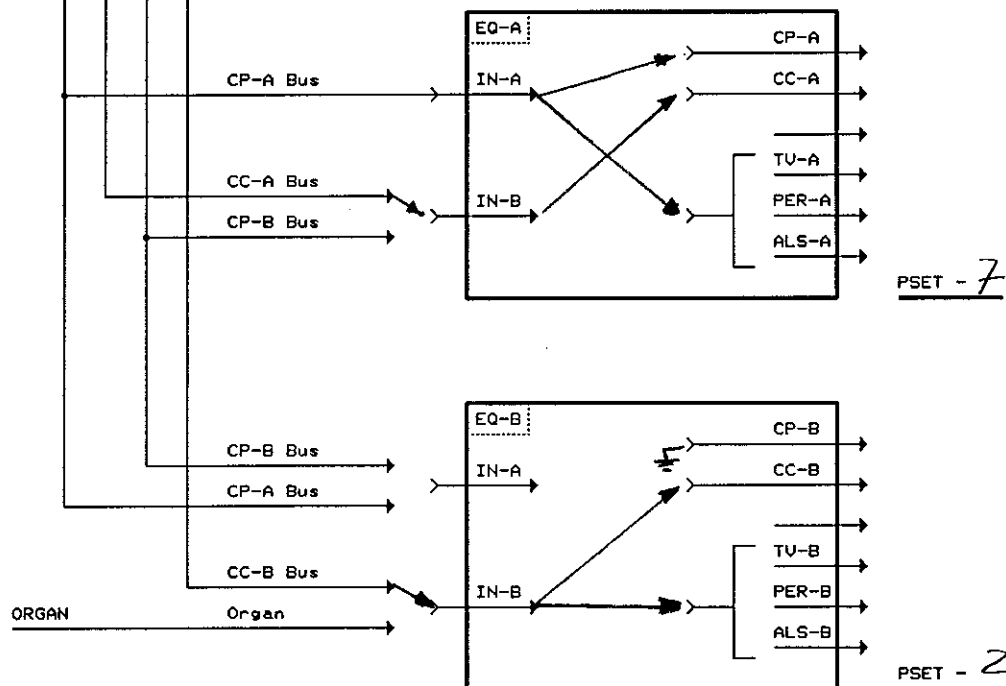 EQ-A
CP-A
CP-A Bus
IN-A
CC-A
TV-A
CC-A Bus
IN-B
PER-A
CP-B Bus
ALS-A
PSET - 7
EQ-B
CP-B
CP-B Bus
IN-A
CC-B
CP-A Bus
TV-B
CC-B Bus
IN-B
PER-B
ORGAN
Organ
ALS-B
PSET - 2